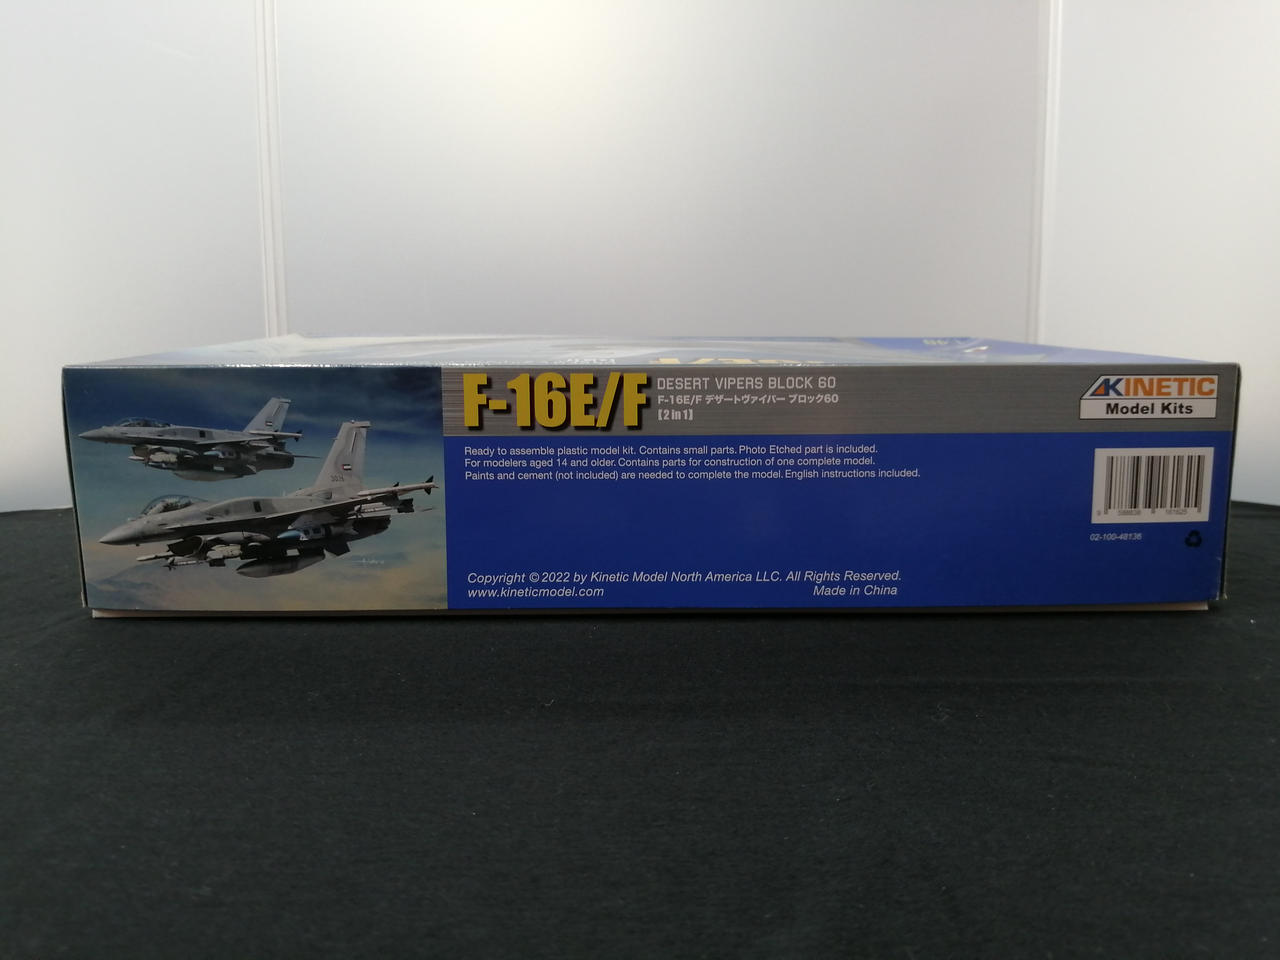 F-16E/F
DESERT VIPERS BLOCK 60
F-16E/F デザートヴァイパー ブロック60
【2 in 1】
KINETIC
Model Kits
Ready to assemble plastic model kit. Contains small parts. Photo Etched part is included.
For modelers aged 14 and older. Contains parts for construction of one complete model.
Paints and cement (not included) are needed to complete the model. English instructions included.
02-100-48136
Copyright © 2022 by Kinetic Model North America LLC. All Rights Reserved.
www.kineticmodel.com
Made in China